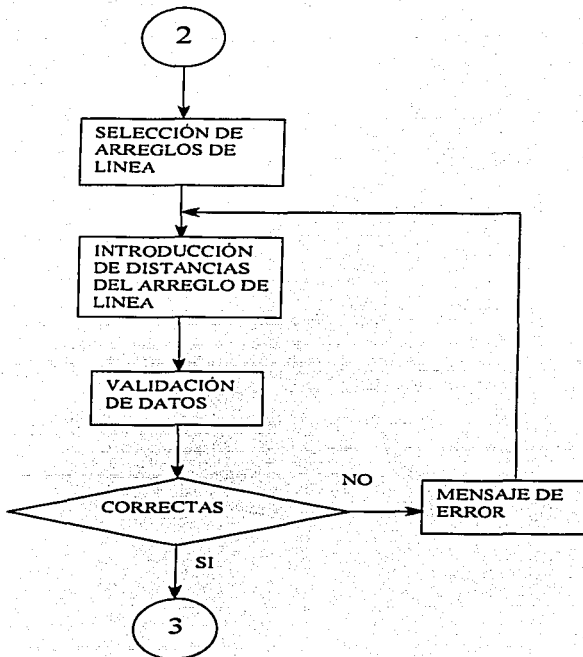 2
SELECCIÓN DE
ARREGLOS DE
LINEA
INTRODUCCIÓN
DE DISTANCIAS
DEL ARREGLO DE
LINEA
VALIDACIÓN
DE DATOS
CORRECTAS
NO
MENSAJE DE
ERROR
SI
3